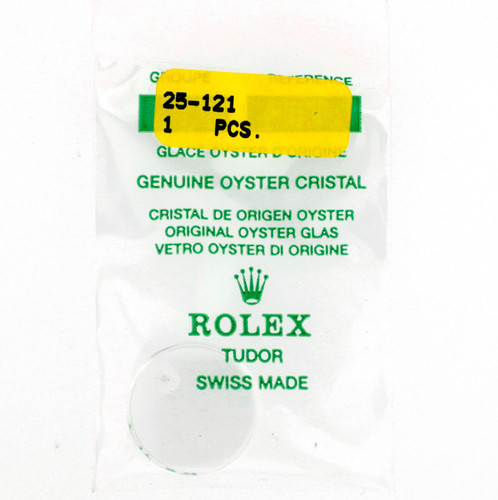 GROUPE REFERENCE
25-121
1 PCS.
GLACE OYSTER D'ORIGINE
GENUINE OYSTER CRISTAL
CRISTAL DE ORIGEN OYSTER
ORIGINAL OYSTER GLAS
VETRO OYSTER DI ORIGINE
ROLEX
TUDOR
SWISS MADE